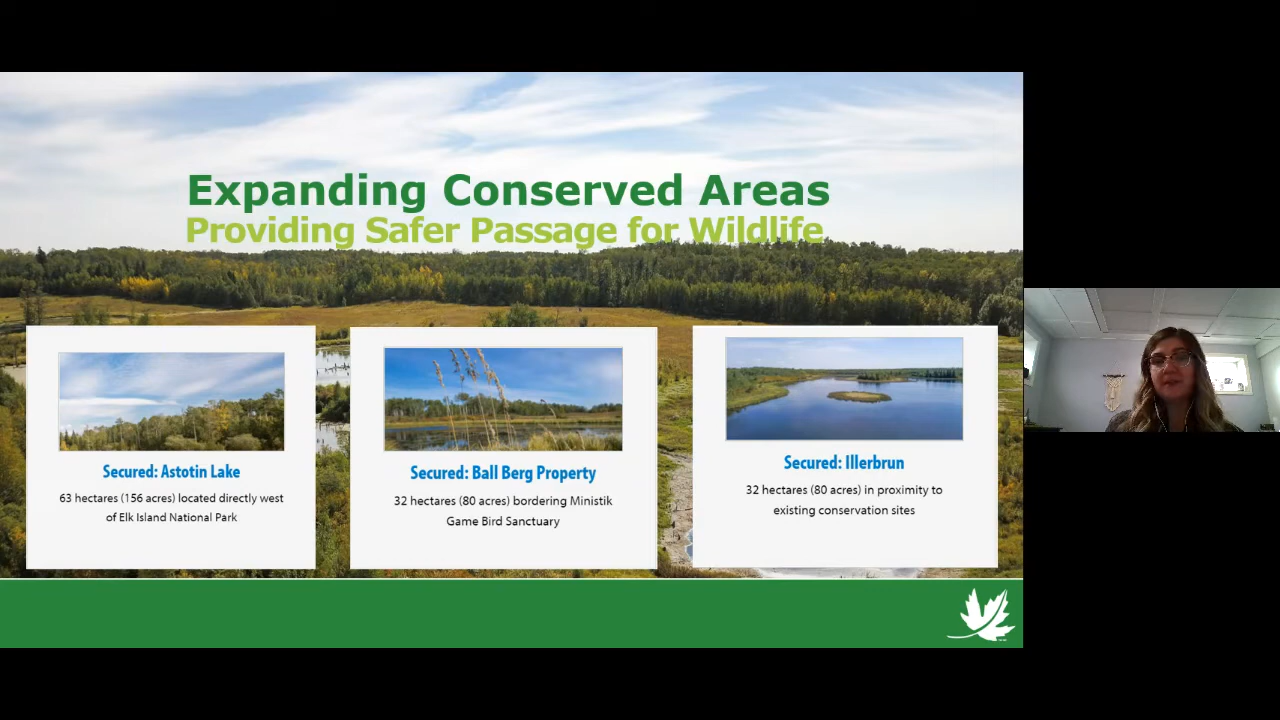 Expanding Conserved Areas
Providing Safer Passage for Wildlife
Secured: Astotin Lake
63 hectares (156 acres) located directly west
of Elk Island National Park
Secured: Ball Berg Property
32 hectares (80 acres) bordering Ministik
Game Bird Sanctuary
Secured: Illerbrun
32 hectares (80 acres) in proximity to
existing conservation sites